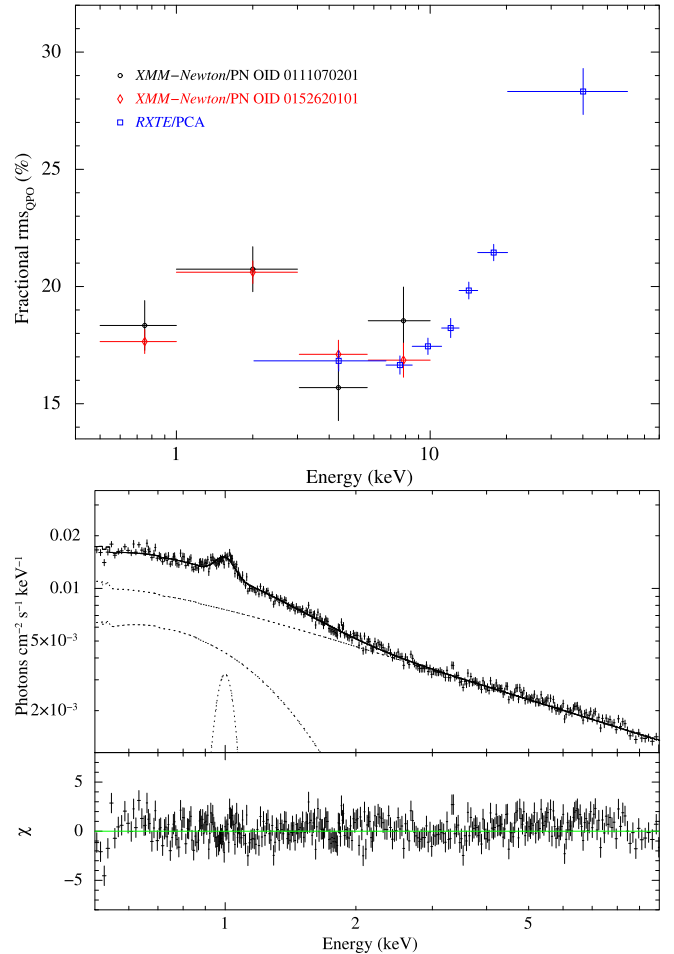 30
25
20
15
Fractional rms_QPO (%)
XMM−Newton/PN OID 0111070201
XMM−Newton/PN OID 0152620101
RXTE/PCA
1
10
Energy (keV)
0.02
0.01
5×10⁻³
2×10⁻³
Photons cm⁻² s⁻¹ keV⁻¹
5
0
−5
χ
1
2
5
Energy (keV)